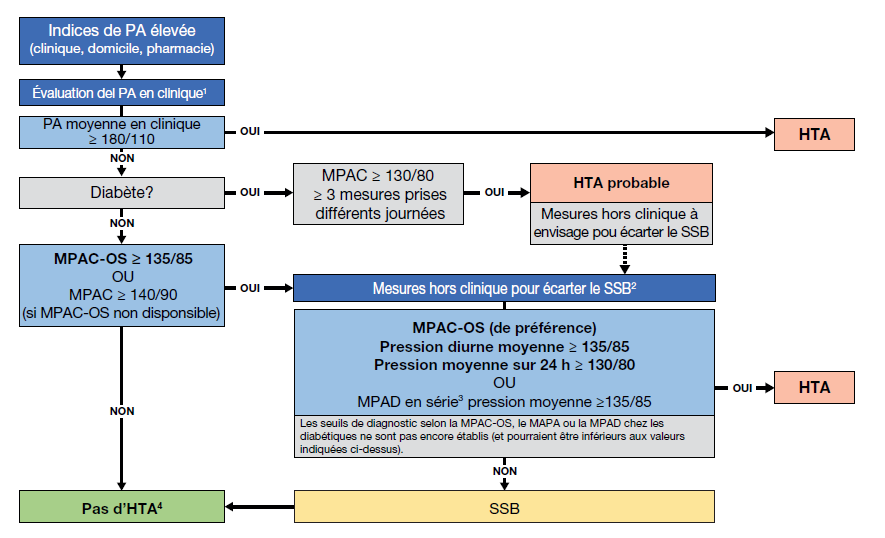 Indices de PA élevée
(clinique, domicile, pharmacie)
Évaluation del PA en clinique¹
PA moyenne en clinique
≥ 180/110
OUI
HTA
NON
Diabète?
OUI
MPAC ≥ 130/80
≥ 3 mesures prises
différents journées
OUI
HTA probable
Mesures hors clinique à
envisage pou écarter le SSB
NON
MPAC-OS ≥ 135/85
OU
MPAC ≥ 140/90
(si MPAC-OS non disponsible)
OUI
Mesures hors clinique pour écarter le SSB²
MPAC-OS (de préférence)
Pression diurne moyenne ≥ 135/85
Pression moyenne sur 24 h ≥ 130/80
OU
MPAD en série³ pression moyenne ≥135/85
OUI
HTA
Les seuils de diagnostic selon la MPAC-OS, le MAPA ou la MPAD chez les
diabétiques ne sont pas encore établis (et pourraient être inférieurs aux valeurs
indiquées ci-dessus).
NON
NON
Pas d'HTA⁴
SSB